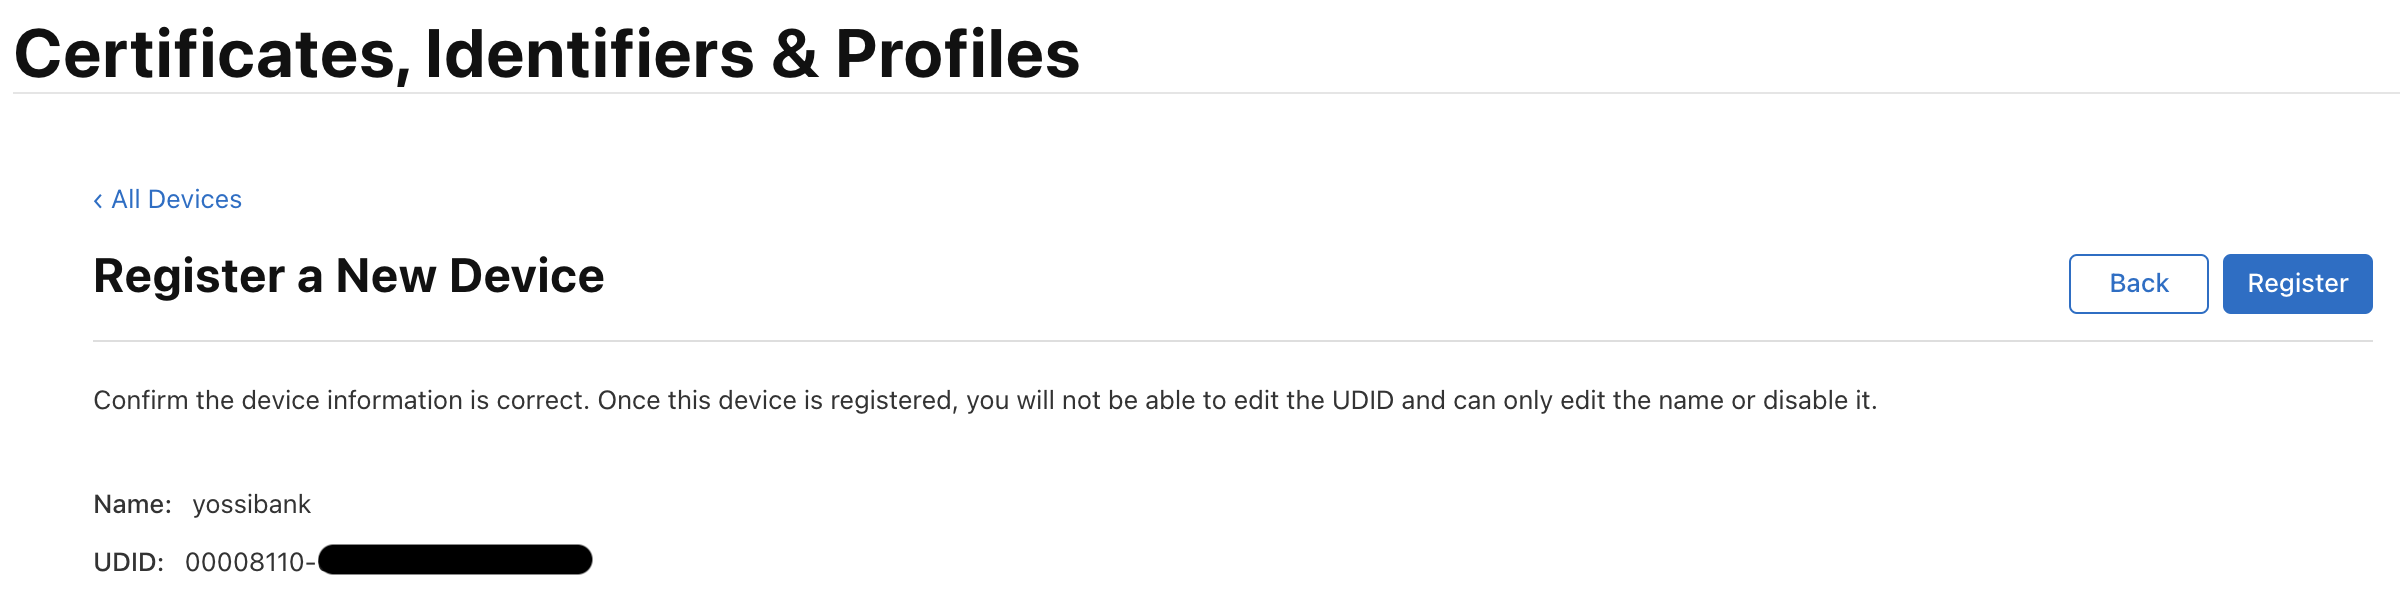 Certificates, Identifiers & Profiles
‹ All Devices
Register a New Device
Back
Register
Confirm the device information is correct. Once this device is registered, you will not be able to edit the UDID and can only edit the name or disable it.
Name: yossibank
UDID: 00008110-